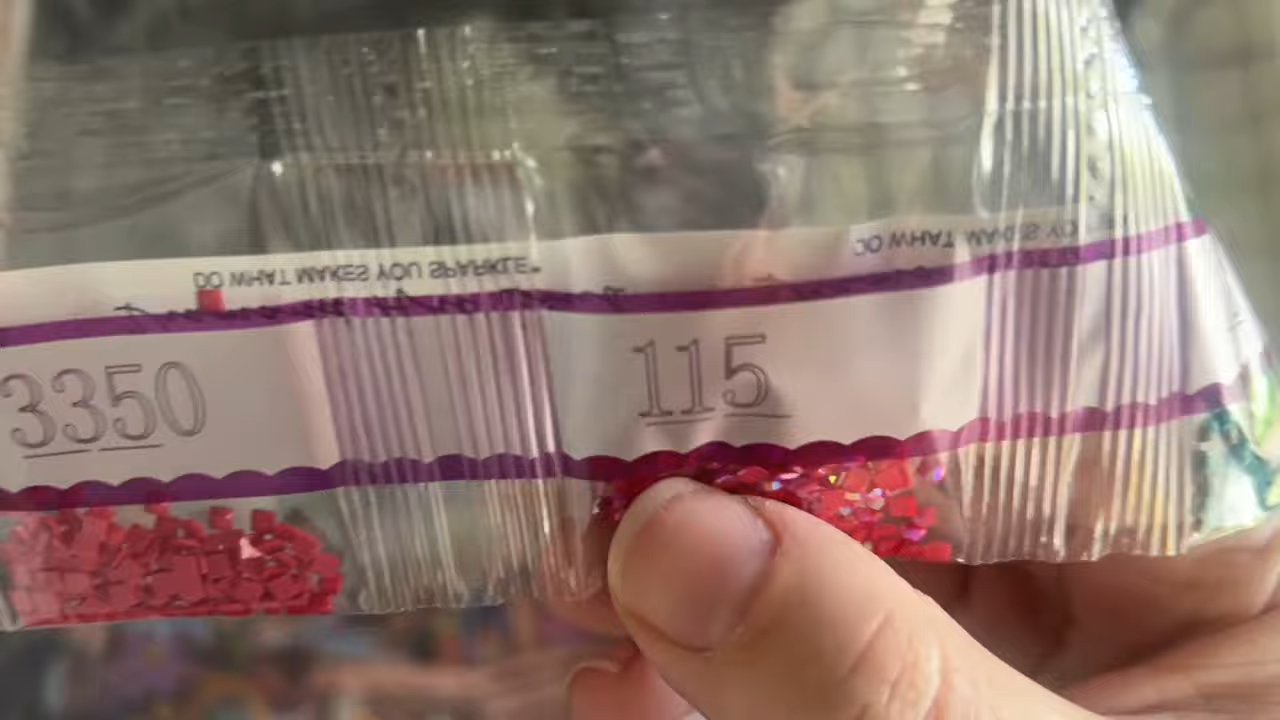 DO WHAT MAKES YOU SPARKLE™
DO WHAT MAKES YO
3350
115